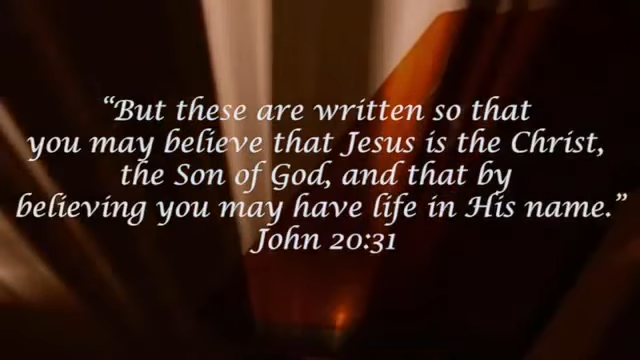 “But these are written so that
you may believe that Jesus is the Christ,
the Son of God, and that by
believing you may have life in His name.”
John 20:31